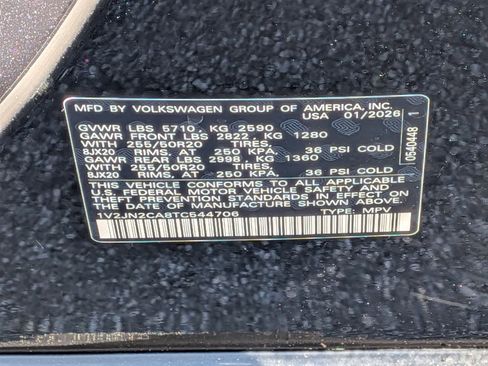 MFD BY VOLKSWAGEN GROUP OF AMERICA, INC.
USA 01/2026
GVWR LBS 5710 KG 2590
GAWR FRONT LBS 2822 KG 1280
WITH 255/50R20 TIRES,
8JX20 RIMS, AT 250 KPA, 36 PSI COLD
GAWR REAR LBS 2998 KG 1360
WITH 255/50R20 TIRES,
8JX20 RIMS, AT 250 KPA, 36 PSI COLD
THIS VEHICLE CONFORMS TO ALL APPLICABLE
U.S. FEDERAL MOTOR VEHICLE SAFETY AND
THEFT PREVENTION STANDARDS IN EFFECT ON
THE DATE OF MANUFACTURE SHOWN ABOVE.
1V2JN2CA8TC544706 TYPE: MPV
0540448 1